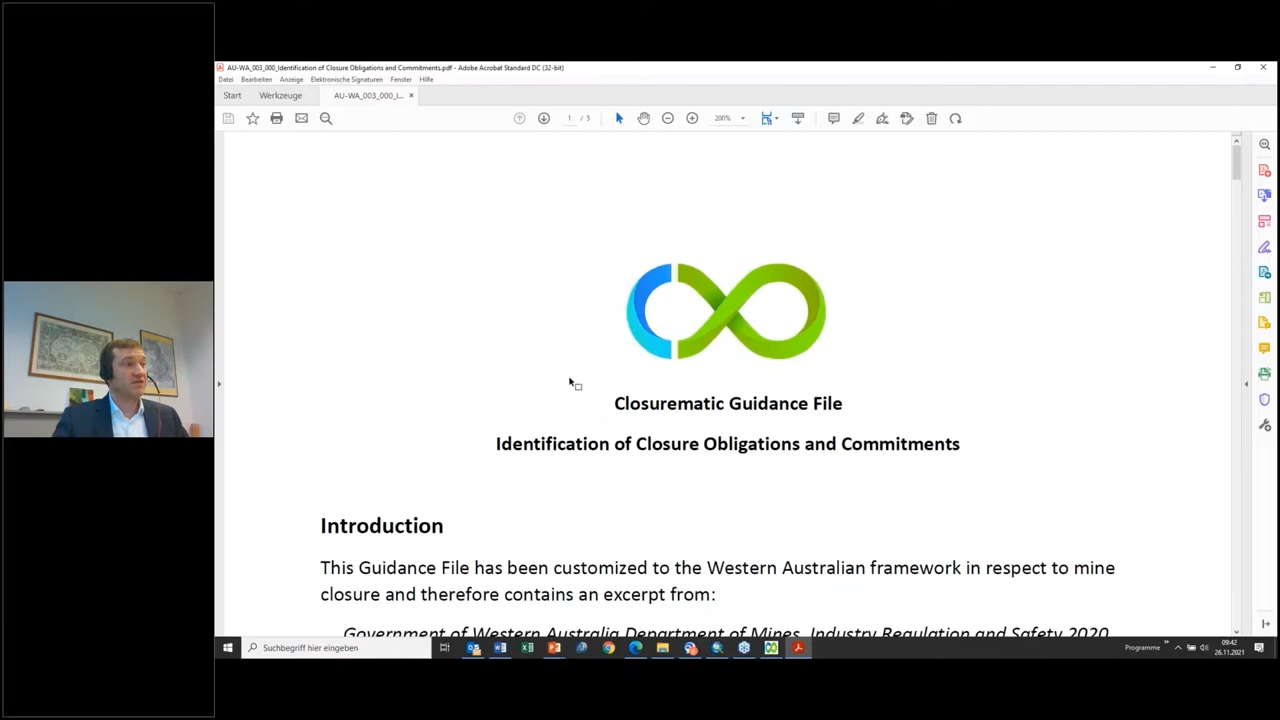 AU-WA_003_000_Identification of Closure Obligations and Commitments.pdf - Adobe Acrobat Standard DC (32-bit)
Datei Bearbeiten Anzeige Elektronische Signaturen Fenster Hilfe
Start Werkzeuge AU-WA_003_000_I... ×
1 / 5 200%
Closurematic Guidance File
Identification of Closure Obligations and Commitments
Introduction
This Guidance File has been customized to the Western Australian framework in respect to mine
closure and therefore contains an excerpt from:
Government of Western Australia Department of Mines, Industry Regulation and Safety 2020
Suchbegriff hier eingeben
Programme
09:42
26.11.2021